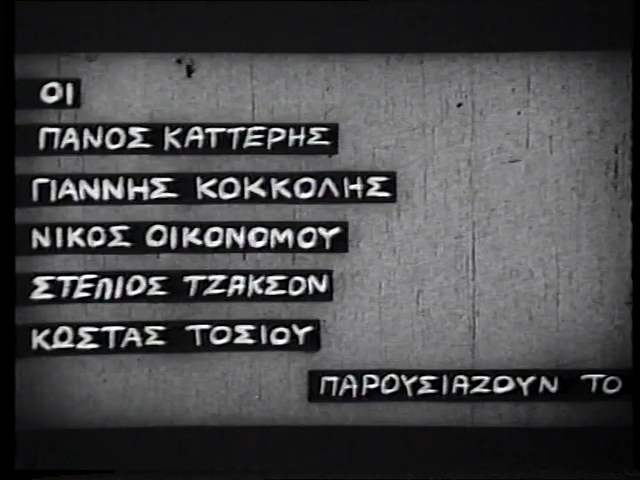 ΟΙ
ΠΑΝΟΣ ΚΑΤΤΕΡΗΣ
ΓΙΑΝΝΗΣ ΚΟΚΚΟΛΗΣ
ΝΙΚΟΣ ΟΙΚΟΝΟΜΟΥ
ΣΤΕΛΙΟΣ ΤΖΑΚΣΟΝ
ΚΩΣΤΑΣ ΤΟΣΙΟΥ
ΠΑΡΟΥΣΙΑΖΟΥΝ ΤΟ